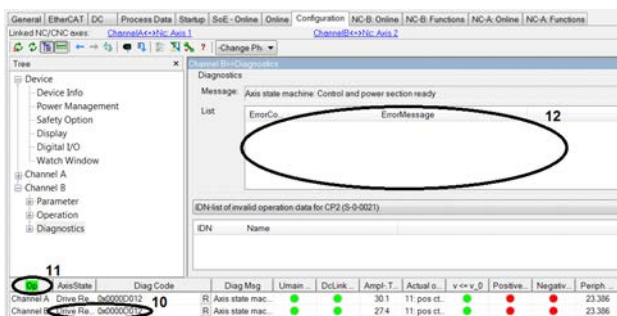 General EtherCAT DC Process Data Startup SoE - Online Online Configuration NC-B: Online NC-B: Functions NC-A: Online NC-A: Functions
Linked NC/CNC axes: ChannelA<->Nc: Axis 1 ChannelB<->Nc: Axis 2
? -Change Ph.
Tree × Channel B>>Diagnostics
Device
Device Info
Power Management
Safety Option
Display
Digital I/O
Watch Window
Channel A
Channel B
Parameter
Operation
Diagnostics
Diagnostics
Message: Axis state machine: Control and power section ready
List ErrorCo... ErrorMessage 12
IDN-list of invalid operation data for CP2 (S-0-0021)
IDN Name
11
Op AxisState Diag Code Diag Msg Umain ... DcLink ... Ampl-T... Actual o... v <= v_0 Positive... Negativ... Periph. ...
Channel A Drive Re... 0x0000D012 10 R Axis state mac... 30.1 11: pos ct... 23.386
Channel B Drive Re... 0x0000D012 R Axis state mac... 27.4 11: pos ct... 23.386